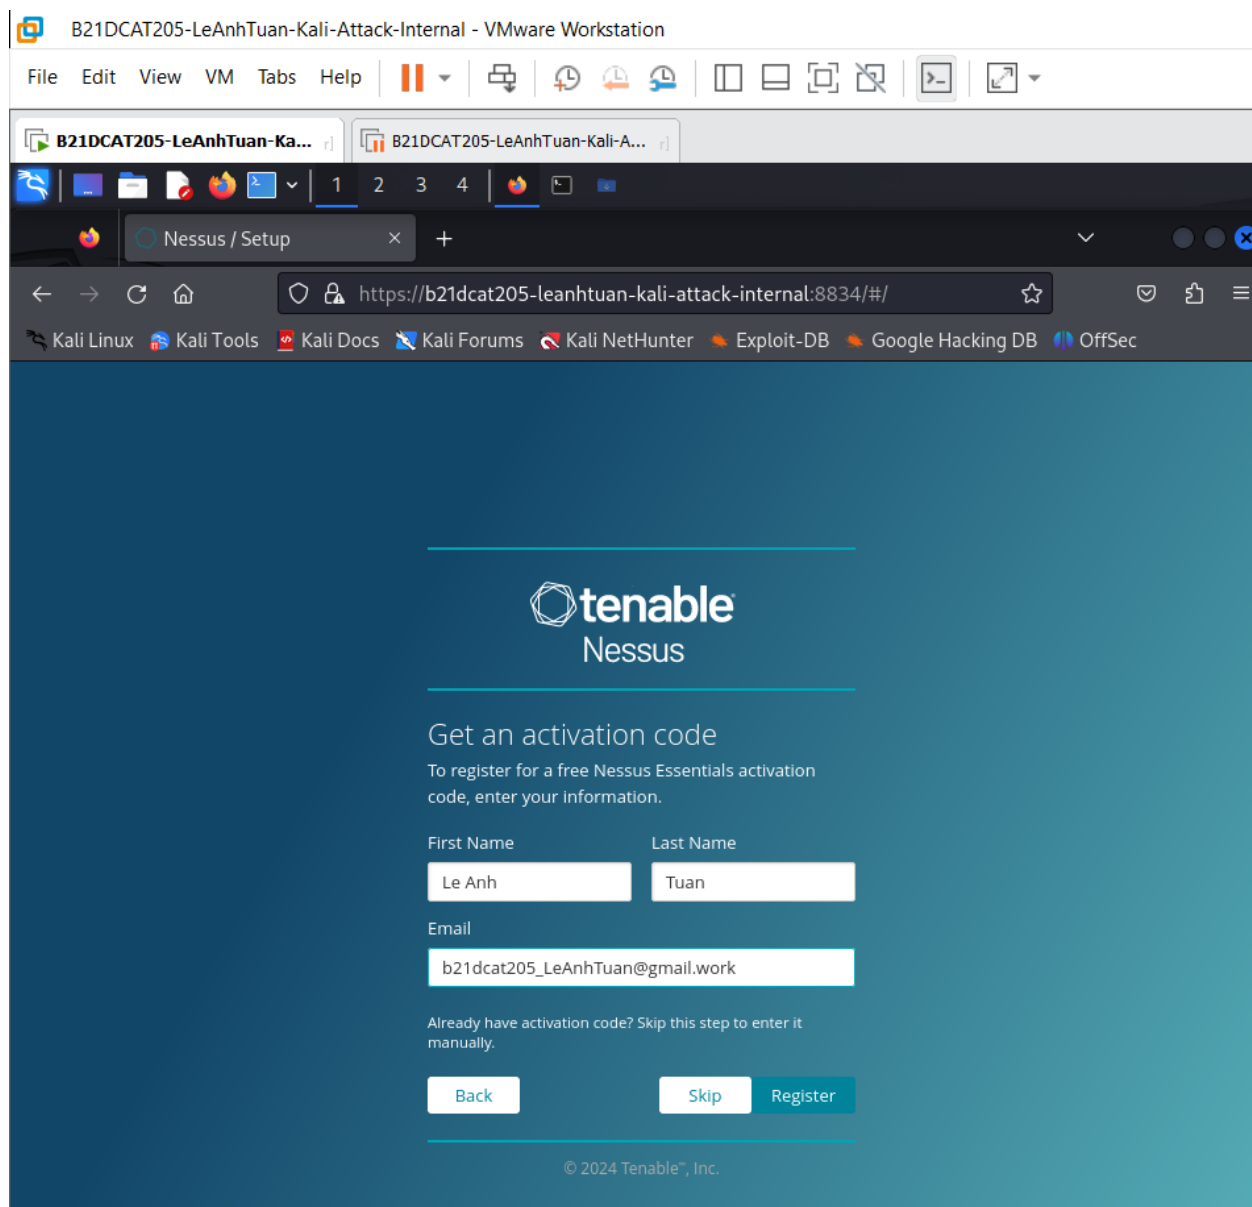 B21DCAT205-LeAnhTuan-Kali-Attack-Internal - VMware Workstation
File Edit View VM Tabs Help
B21DCAT205-LeAnhTuan-Ka... r] B21DCAT205-LeAnhTuan-Kali-A... r]
1 2 3 4
Nessus / Setup
https://b21dcat205-leanhtuan-kali-attack-internal:8834/#/
Kali Linux Kali Tools Kali Docs Kali Forums Kali NetHunter Exploit-DB Google Hacking DB OffSec
tenable
Nessus
Get an activation code
To register for a free Nessus Essentials activation
code, enter your information.
First Name Last Name
Le Anh Tuan
Email
b21dcat205_LeAnhTuan@gmail.work
Already have activation code? Skip this step to enter it
manually.
Back Skip Register
© 2024 Tenable™, Inc.